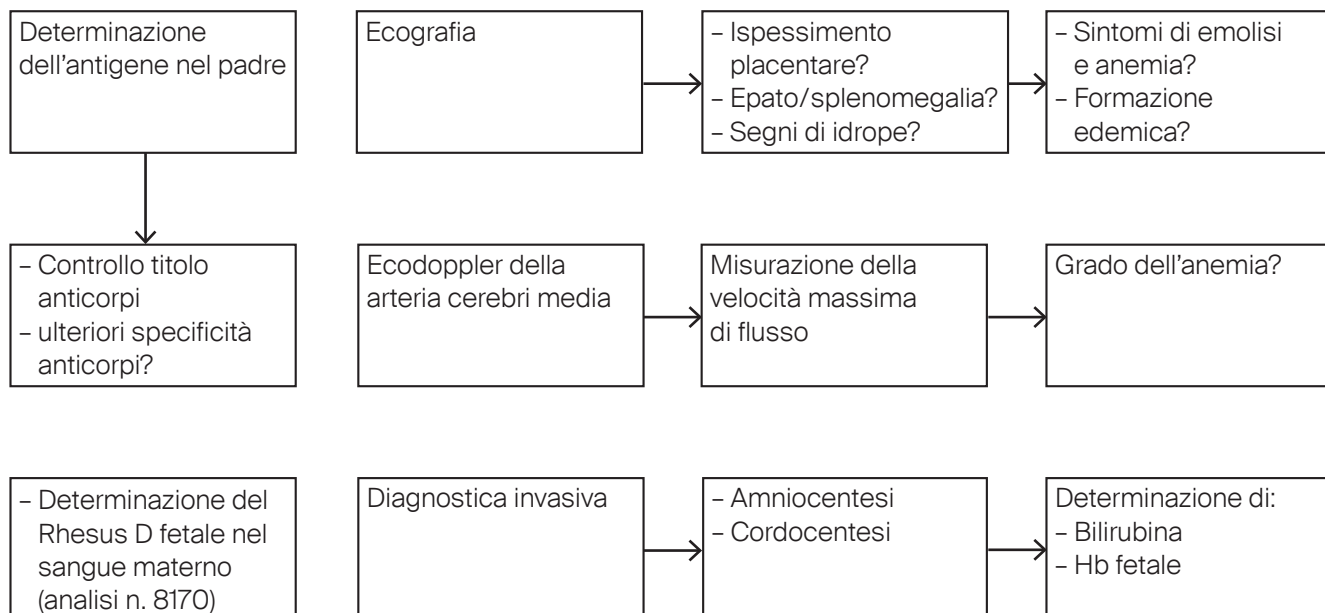 Determinazione
dell'antigene nel padre
Ecografia
– Ispessimento
placentare?
– Epato/splenomegalia?
– Segni di idrope?
– Sintomi di emolisi
e anemia?
– Formazione
edemica?
– Controllo titolo
anticorpi
– ulteriori specificità
anticorpi?
Ecodoppler della
arteria cerebri media
Misurazione della
velocità massima
di flusso
Grado dell'anemia?
– Determinazione del
Rhesus D fetale nel
sangue materno
(analisi n. 8170)
Diagnostica invasiva
– Amniocentesi
– Cordocentesi
Determinazione di:
– Bilirubina
– Hb fetale